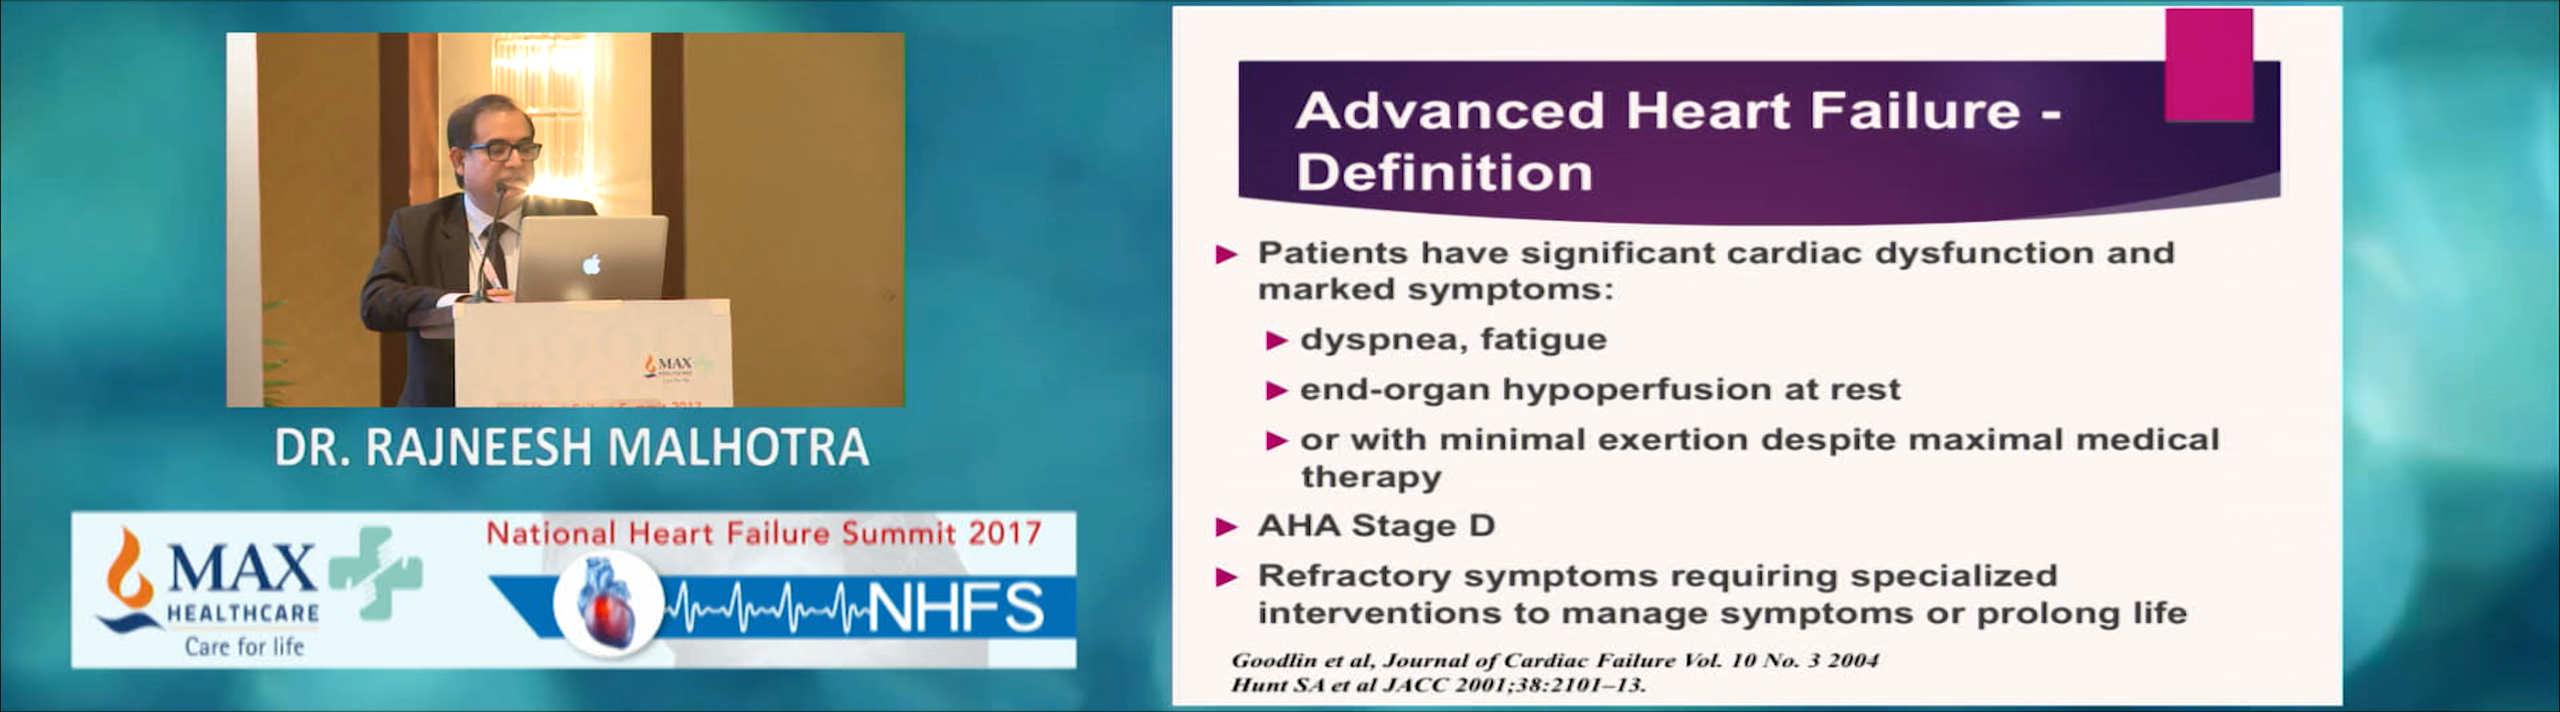 MAX
DR. RAJNEESH MALHOTRA
MAX
HEALTHCARE
Care for life
National Heart Failure Summit 2017
NHFS
Advanced Heart Failure -
Definition
Patients have significant cardiac dysfunction and
marked symptoms:
dyspnea, fatigue
end-organ hypoperfusion at rest
or with minimal exertion despite maximal medical
therapy
AHA Stage D
Refractory symptoms requiring specialized
interventions to manage symptoms or prolong life
Goodlin et al, Journal of Cardiac Failure Vol. 10 No. 3 2004
Hunt SA et al JACC 2001;38:2101–13.